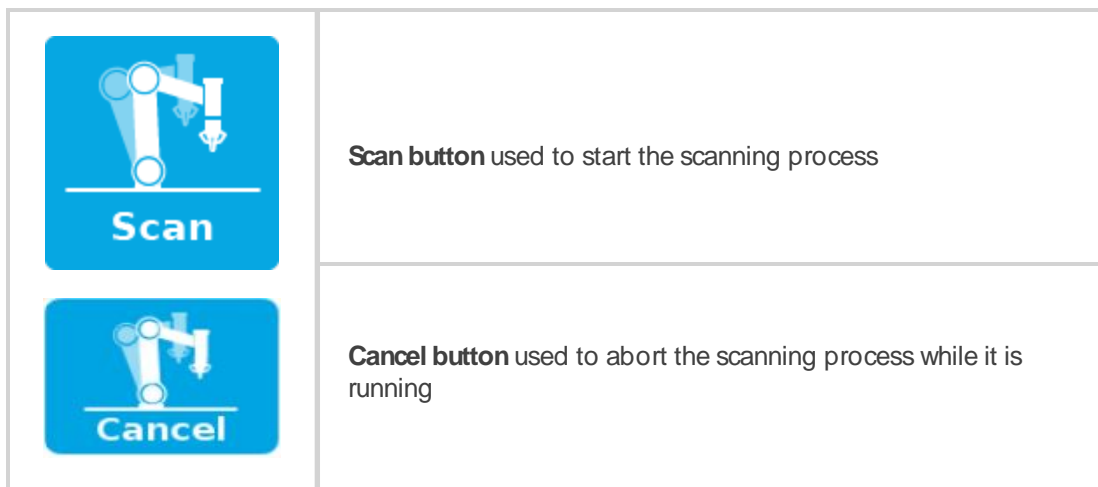 Scan
Scan button used to start the scanning process
Cancel
Cancel button used to abort the scanning process while it is
running